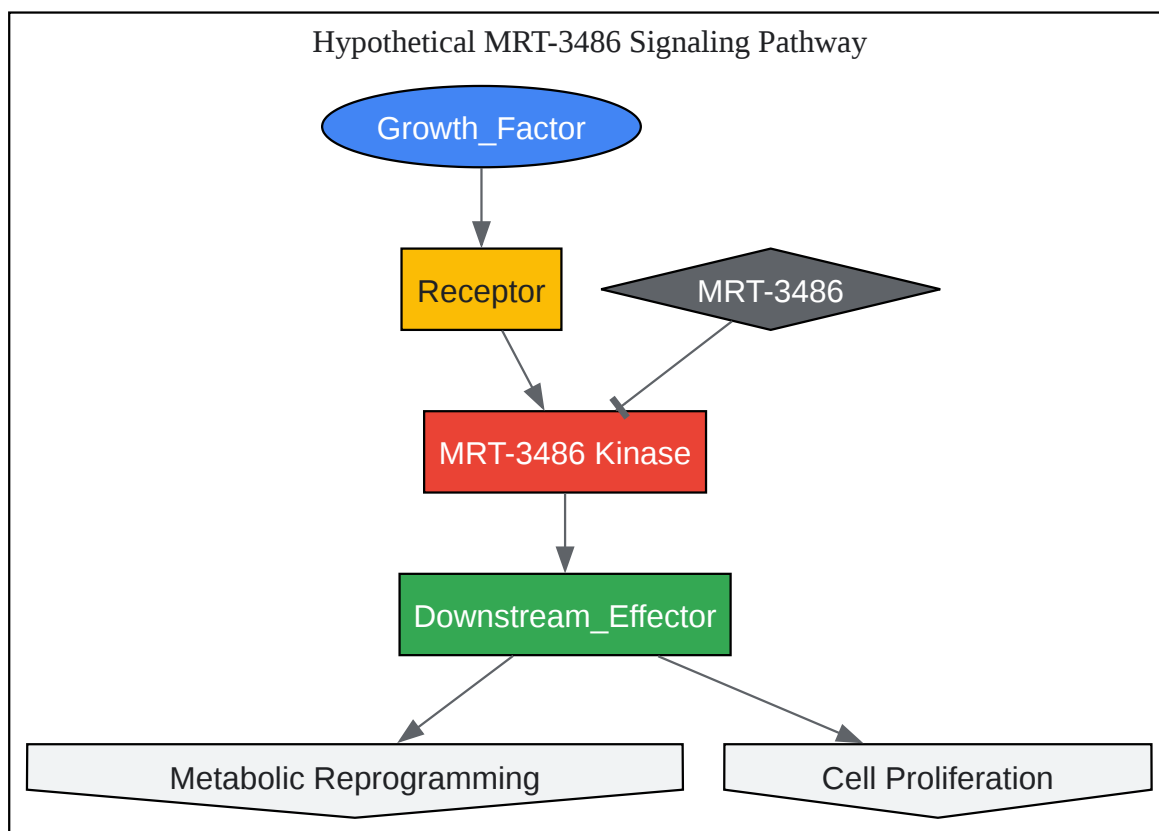 Hypothetical MRT-3486 Signaling Pathway
Growth_Factor
Receptor
MRT-3486
MRT-3486 Kinase
Downstream_Effector
Metabolic Reprogramming
Cell Proliferation